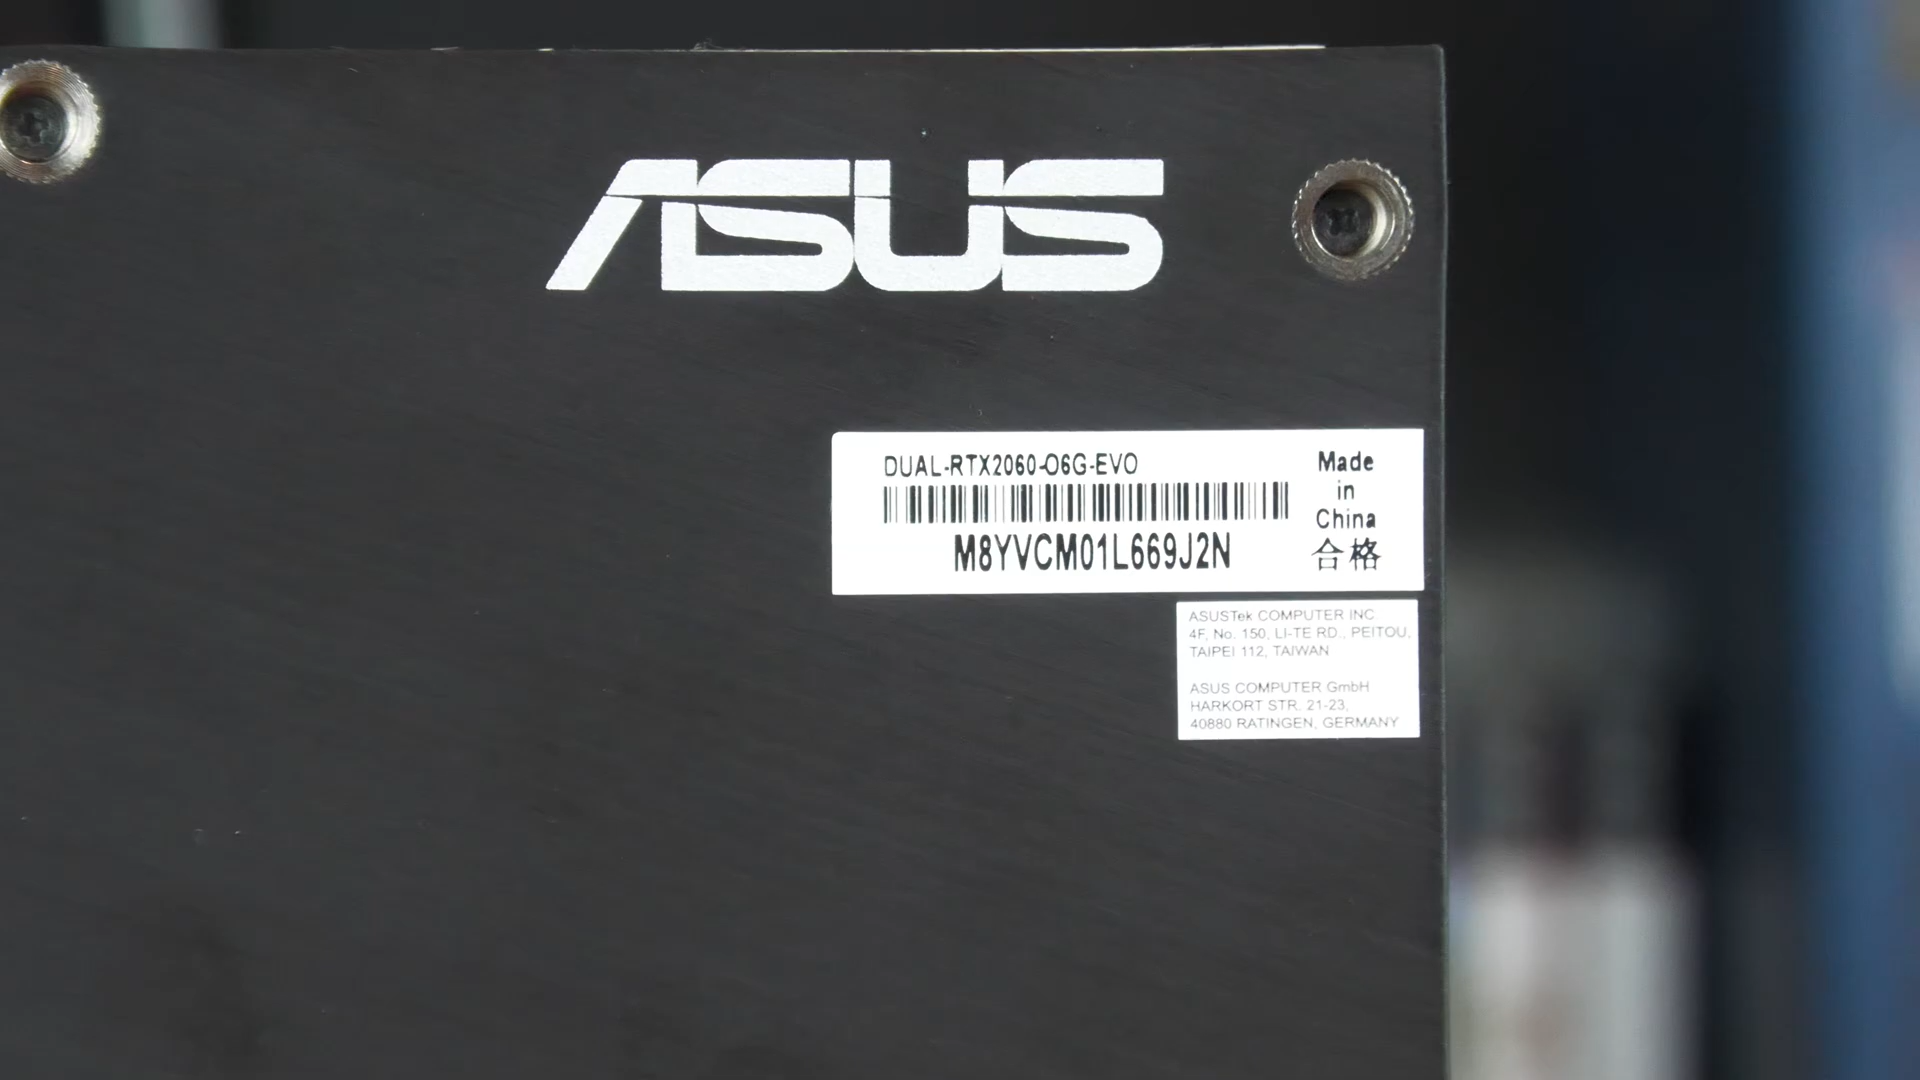 ASUS
DUAL-RTX2060-O6G-EVO
M8YVCM01L669J2N
Made
in
China
合格
ASUSTek COMPUTER INC.
4F, No. 150, LI-TE RD., PEITOU,
TAIPEI 112, TAIWAN
ASUS COMPUTER GmbH
HARKORT STR. 21-23,
40880 RATINGEN, GERMANY